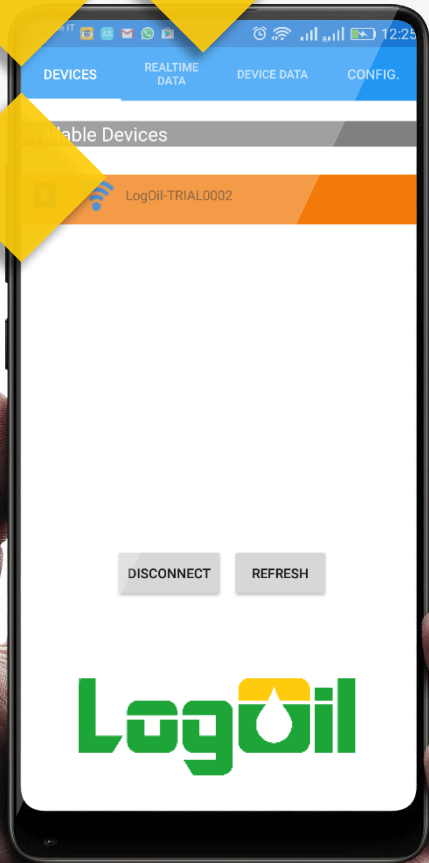 12:25
DEVICES
REALTIME
DATA
DEVICE DATA
CONFIG.
Available Devices
LogOil-TRIAL0002
DISCONNECT
REFRESH
LogOil